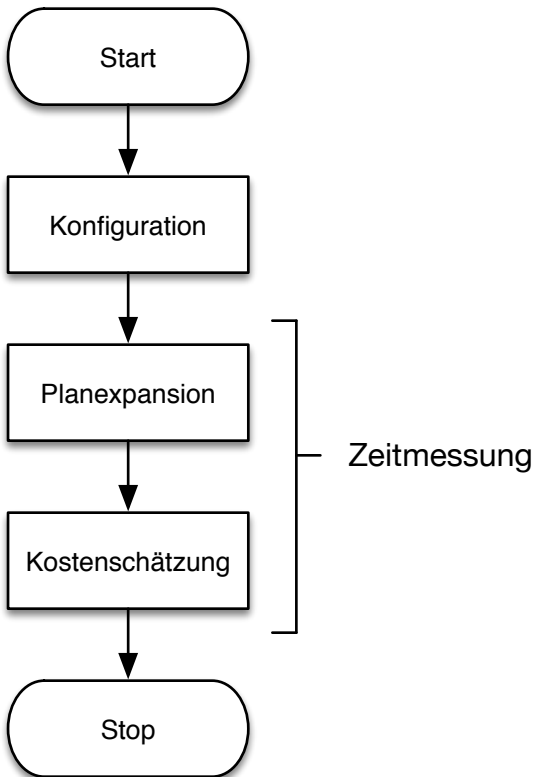 Start
Konfiguration
Planexpansion
Zeitmessung
Kostenschätzung
Stop